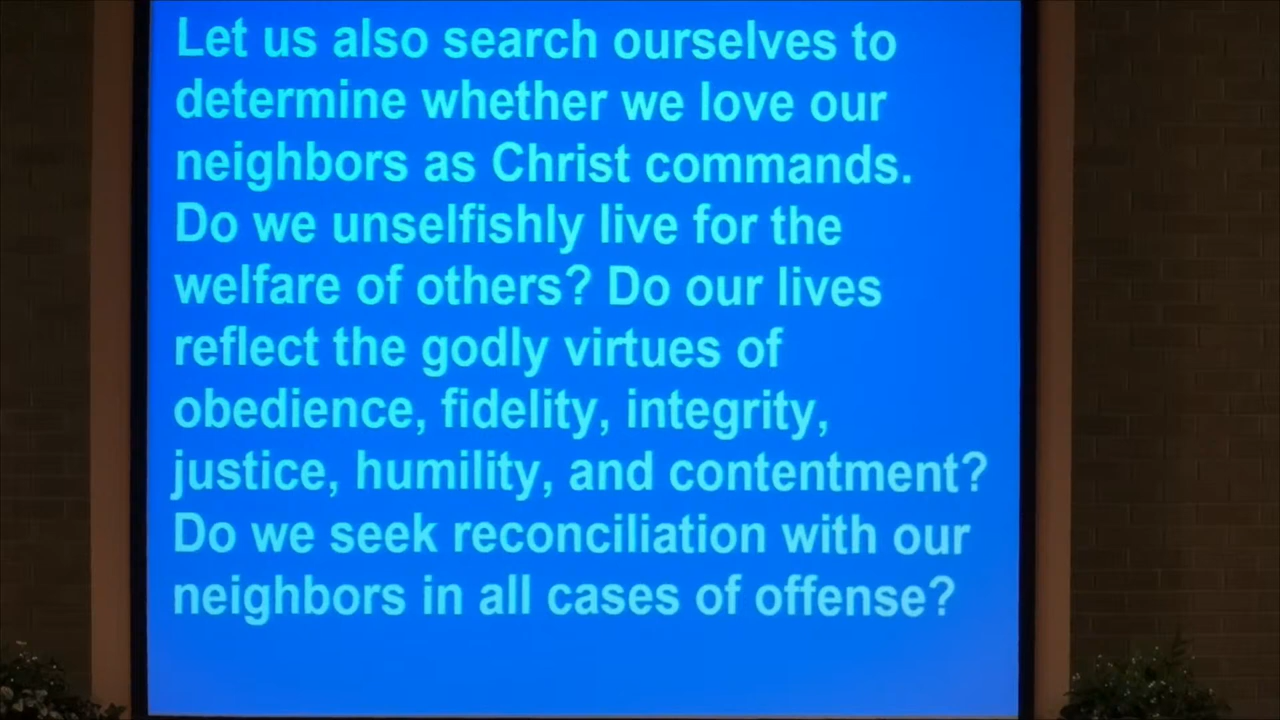 Let us also search ourselves to
determine whether we love our
neighbors as Christ commands.
Do we unselfishly live for the
welfare of others? Do our lives
reflect the godly virtues of
obedience, fidelity, integrity,
justice, humility, and contentment?
Do we seek reconciliation with our
neighbors in all cases of offense?